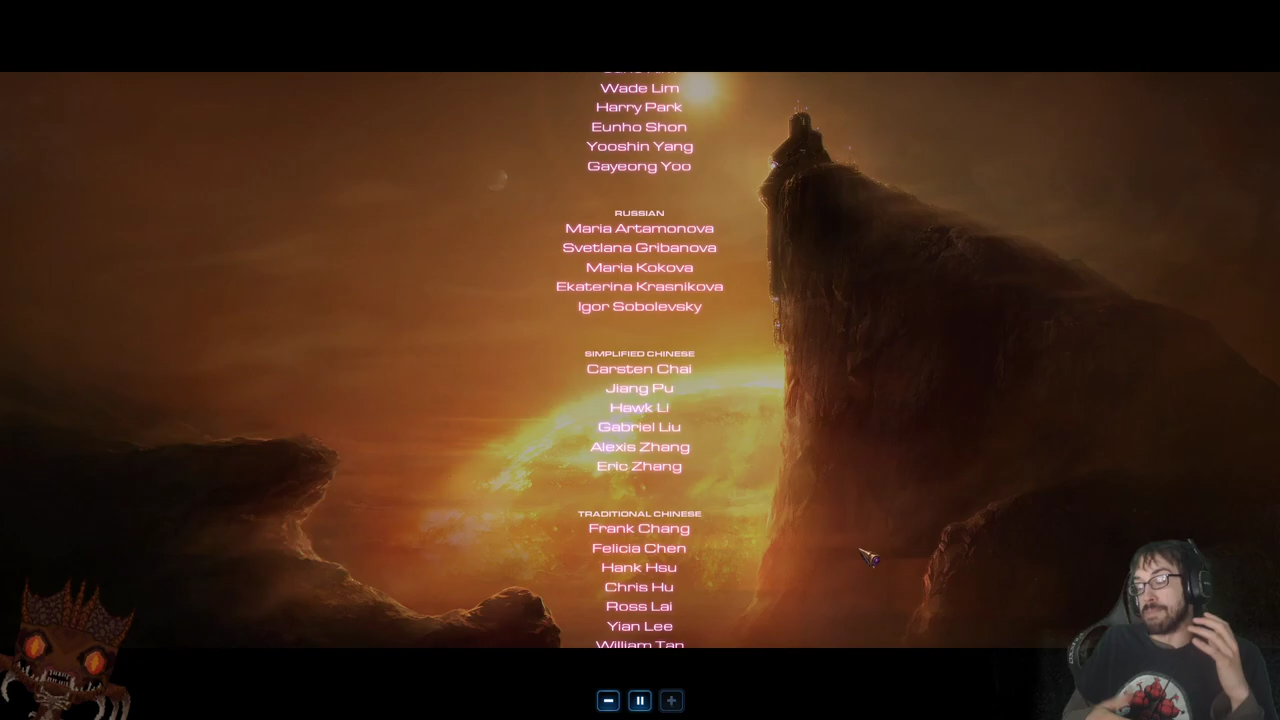 Wade Lim
Harry Park
Eunho Shon
Yooshin Yang
Gayeong Yoo
RUSSIAN
Maria Artamonova
Svetlana Gribanova
Maria Kokova
Ekaterina Krasnikova
Igor Sobolevsky
SIMPLIFIED CHINESE
Carsten Chai
Jiang Pu
Hawk Li
Gabriel Liu
Alexis Zhang
Eric Zhang
TRADITIONAL CHINESE
Frank Chang
Felicia Chen
Hank Hsu
Chris Hu
Ross Lai
Yian Lee
William Tan